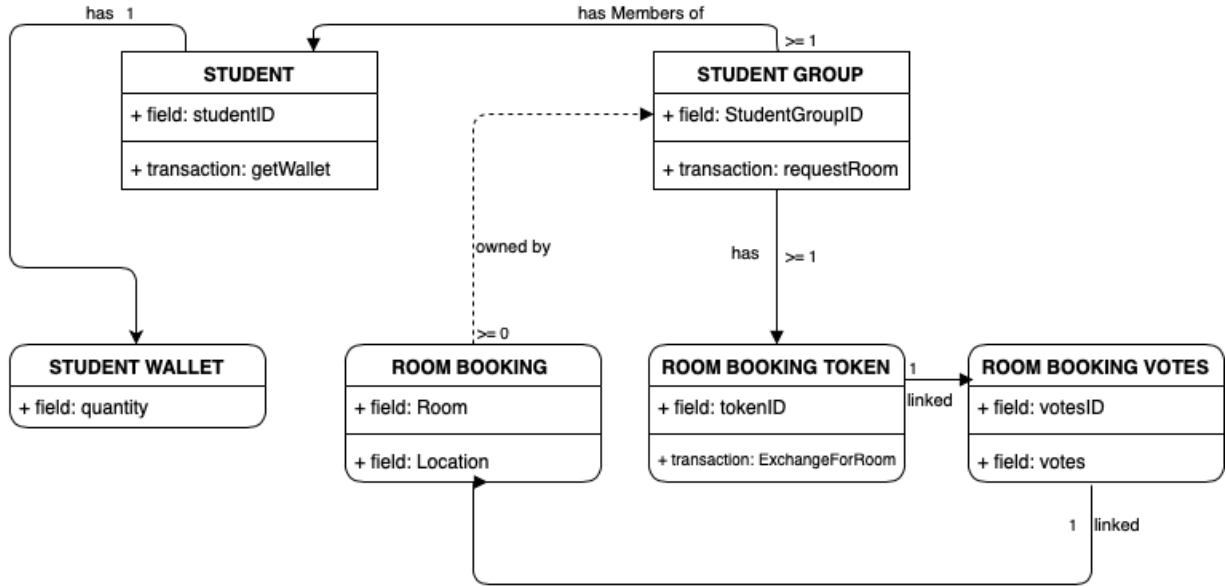 has 1
has Members of
>= 1
STUDENT
+ field: studentID
+ transaction: getWallet
STUDENT GROUP
+ field: StudentGroupID
+ transaction: requestRoom
owned by
>= 0
has
>= 1
STUDENT WALLET
+ field: quantity
ROOM BOOKING
+ field: Room
+ field: Location
ROOM BOOKING TOKEN
+ field: tokenID
+ transaction: ExchangeForRoom
1
linked
ROOM BOOKING VOTES
+ field: votesID
+ field: votes
1 linked